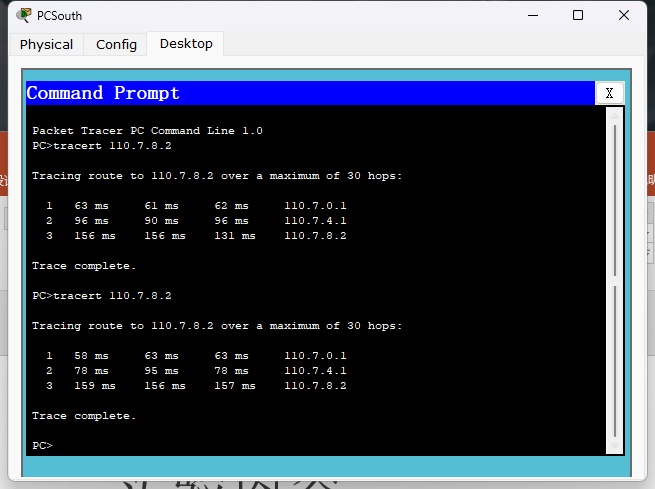 PCSouth
Physical Config Desktop
Command Prompt
X
Packet Tracer PC Command Line 1.0
PC>tracert 110.7.8.2
Tracing route to 110.7.8.2 over a maximum of 30 hops:
1 63 ms 61 ms 62 ms 110.7.0.1
2 96 ms 90 ms 96 ms 110.7.4.1
3 156 ms 156 ms 131 ms 110.7.8.2
Trace complete.
PC>tracert 110.7.8.2
Tracing route to 110.7.8.2 over a maximum of 30 hops:
1 58 ms 63 ms 63 ms 110.7.0.1
2 78 ms 95 ms 78 ms 110.7.4.1
3 159 ms 156 ms 157 ms 110.7.8.2
Trace complete.
PC>